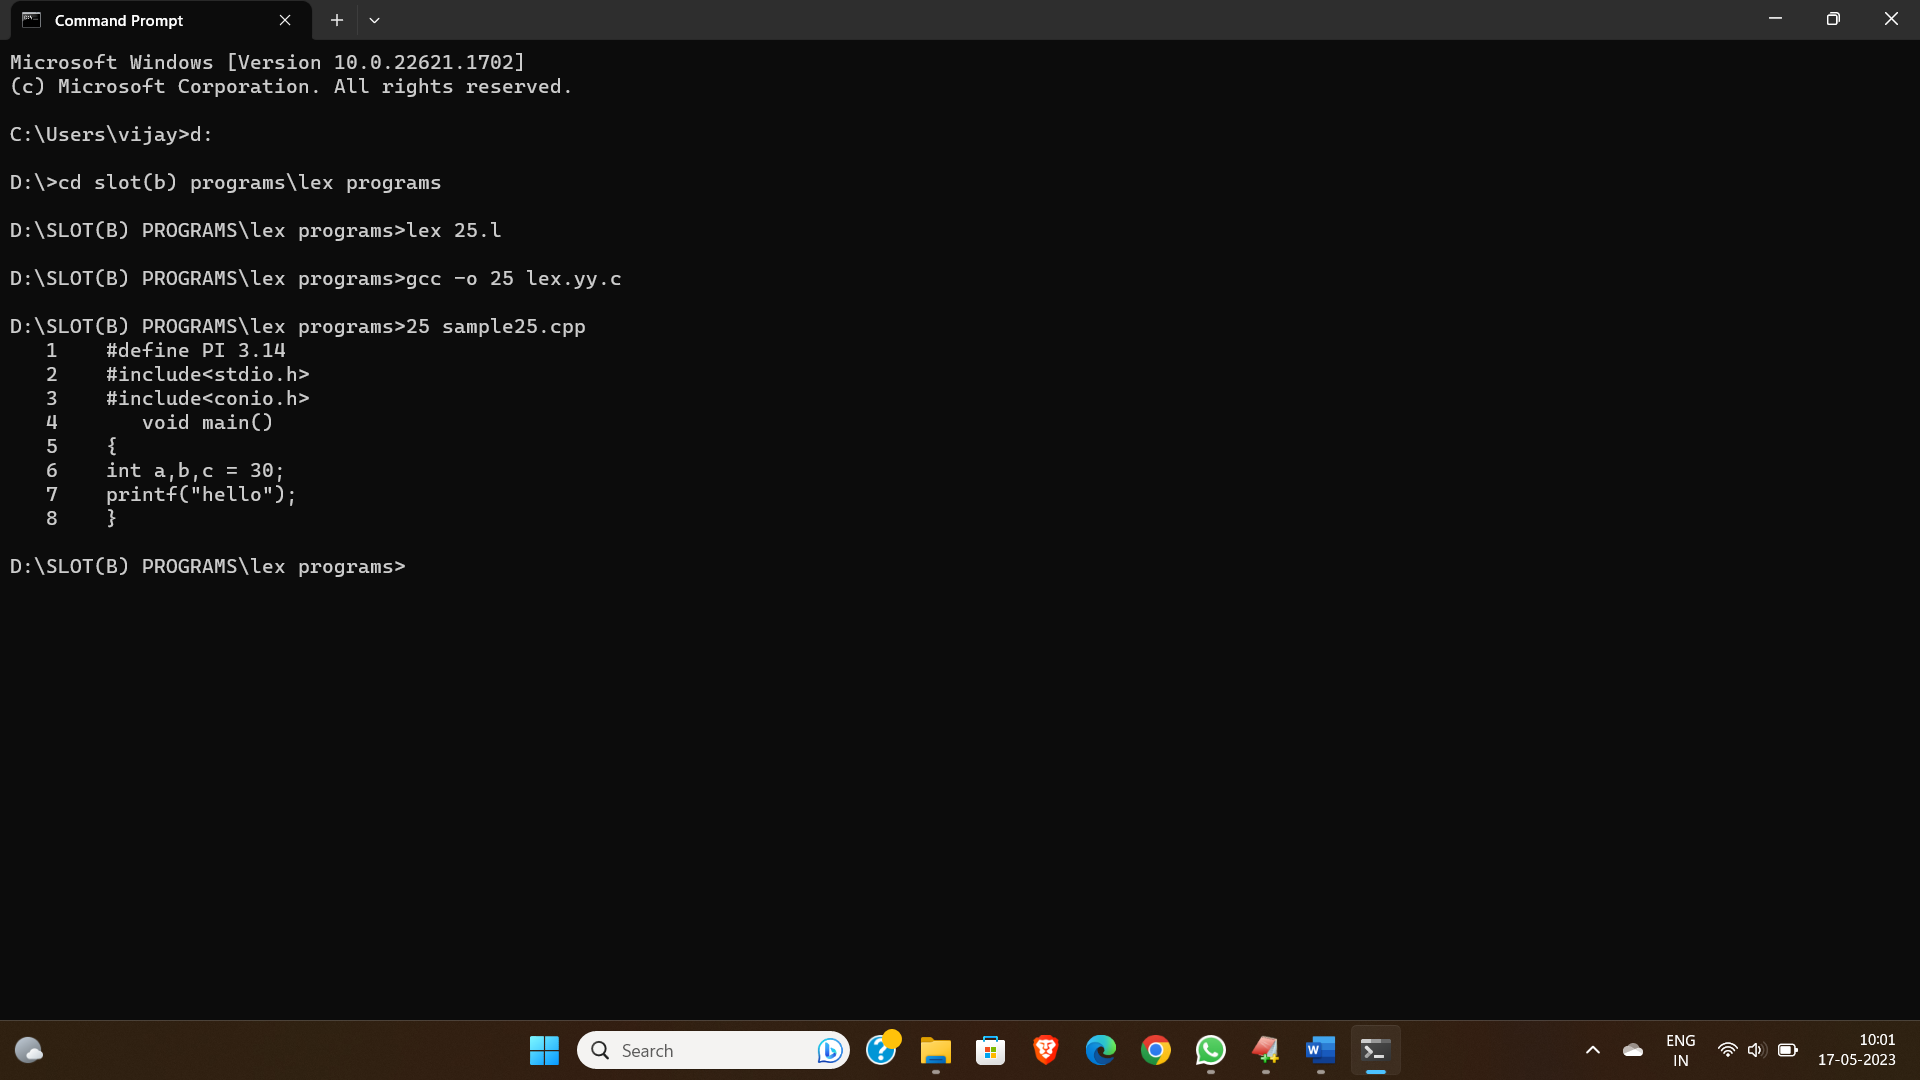 Command Prompt
Microsoft Windows [Version 10.0.22621.1702]
(c) Microsoft Corporation. All rights reserved.
C:\Users\vijay>d:
D:\>cd slot(b) programs\lex programs
D:\SLOT(B) PROGRAMS\lex programs>lex 25.l
D:\SLOT(B) PROGRAMS\lex programs>gcc -o 25 lex.yy.c
D:\SLOT(B) PROGRAMS\lex programs>25 sample25.cpp
   1    #define PI 3.14
   2    #include<stdio.h>
   3    #include<conio.h>
   4       void main()
   5    {
   6    int a,b,c = 30;
   7    printf("hello");
   8    }
D:\SLOT(B) PROGRAMS\lex programs>
Search
ENG
IN
10:01
17-05-2023